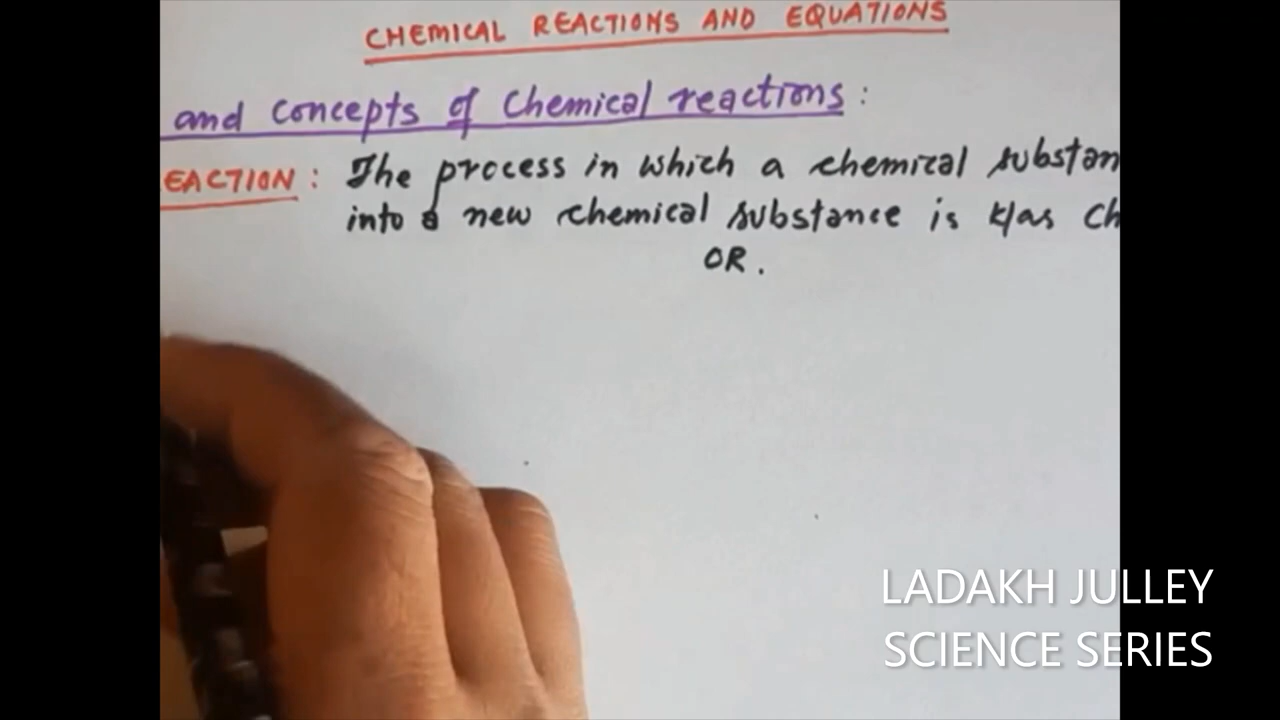 CHEMICAL REACTIONS AND EQUATIONS
and concepts of Chemical reactions :
EACTION : The process in which a chemical substan
into a new chemical substance is k/as Ch
OR .
LADAKH JULLEY
SCIENCE SERIES